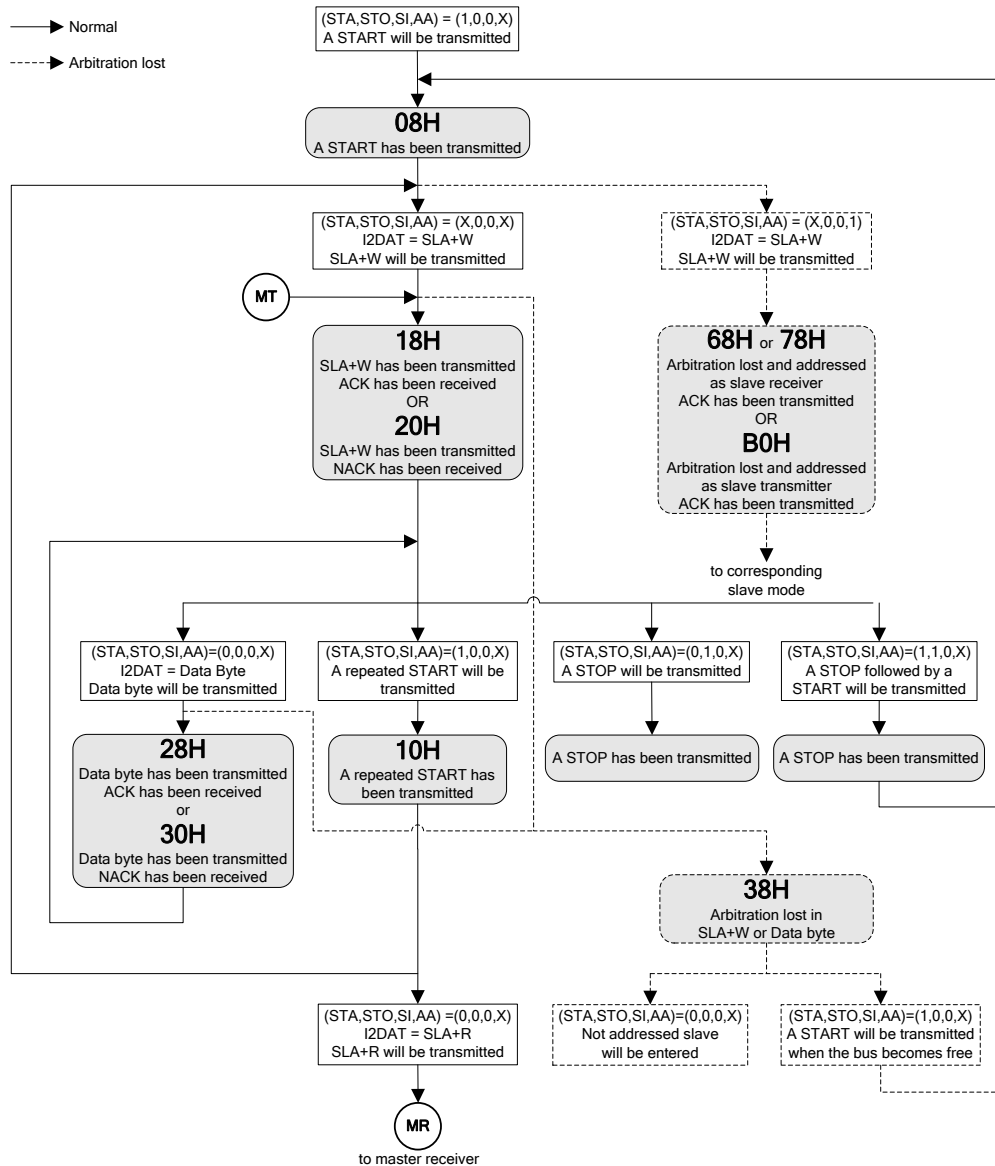 Normal
Arbitration lost
(STA,STO,SI,AA) = (1,0,0,X)
A START will be transmitted
08H
A START has been transmitted
(STA,STO,SI,AA) = (X,0,0,X)
I2DAT = SLA+W
SLA+W will be transmitted
(STA,STO,SI,AA) = (X,0,0,1)
I2DAT = SLA+W
SLA+W will be transmitted
MT
18H
SLA+W has been transmitted
ACK has been received
OR
20H
SLA+W has been transmitted
NACK has been received
68H or 78H
Arbitration lost and addressed
as slave receiver
ACK has been transmitted
OR
B0H
Arbitration lost and addressed
as slave transmitter
ACK has been transmitted
to corresponding
slave mode
(STA,STO,SI,AA)=(0,0,0,X)
I2DAT = Data Byte
Data byte will be transmitted
(STA,STO,SI,AA)=(1,0,0,X)
A repeated START will be
transmitted
(STA,STO,SI,AA)=(0,1,0,X)
A STOP will be transmitted
(STA,STO,SI,AA)=(1,1,0,X)
A STOP followed by a
START will be transmitted
28H
Data byte has been transmitted
ACK has been received
or
30H
Data byte has been transmitted
NACK has been received
10H
A repeated START has
been transmitted
A STOP has been transmitted
A STOP has been transmitted
38H
Arbitration lost in
SLA+W or Data byte
(STA,STO,SI,AA) =(0,0,0,X)
I2DAT = SLA+R
SLA+R will be transmitted
(STA,STO,SI,AA)=(0,0,0,X)
Not addressed slave
will be entered
(STA,STO,SI,AA)=(1,0,0,X)
A START will be transmitted
when the bus becomes free
MR
to master receiver